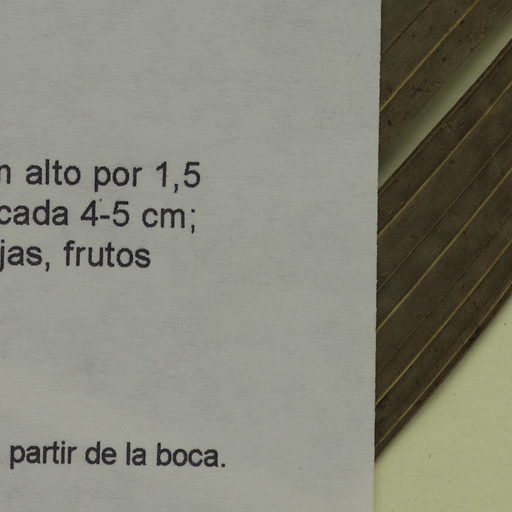 alto por 1,5
cada 4-5 cm;
jas, frutos
partir de la boca.